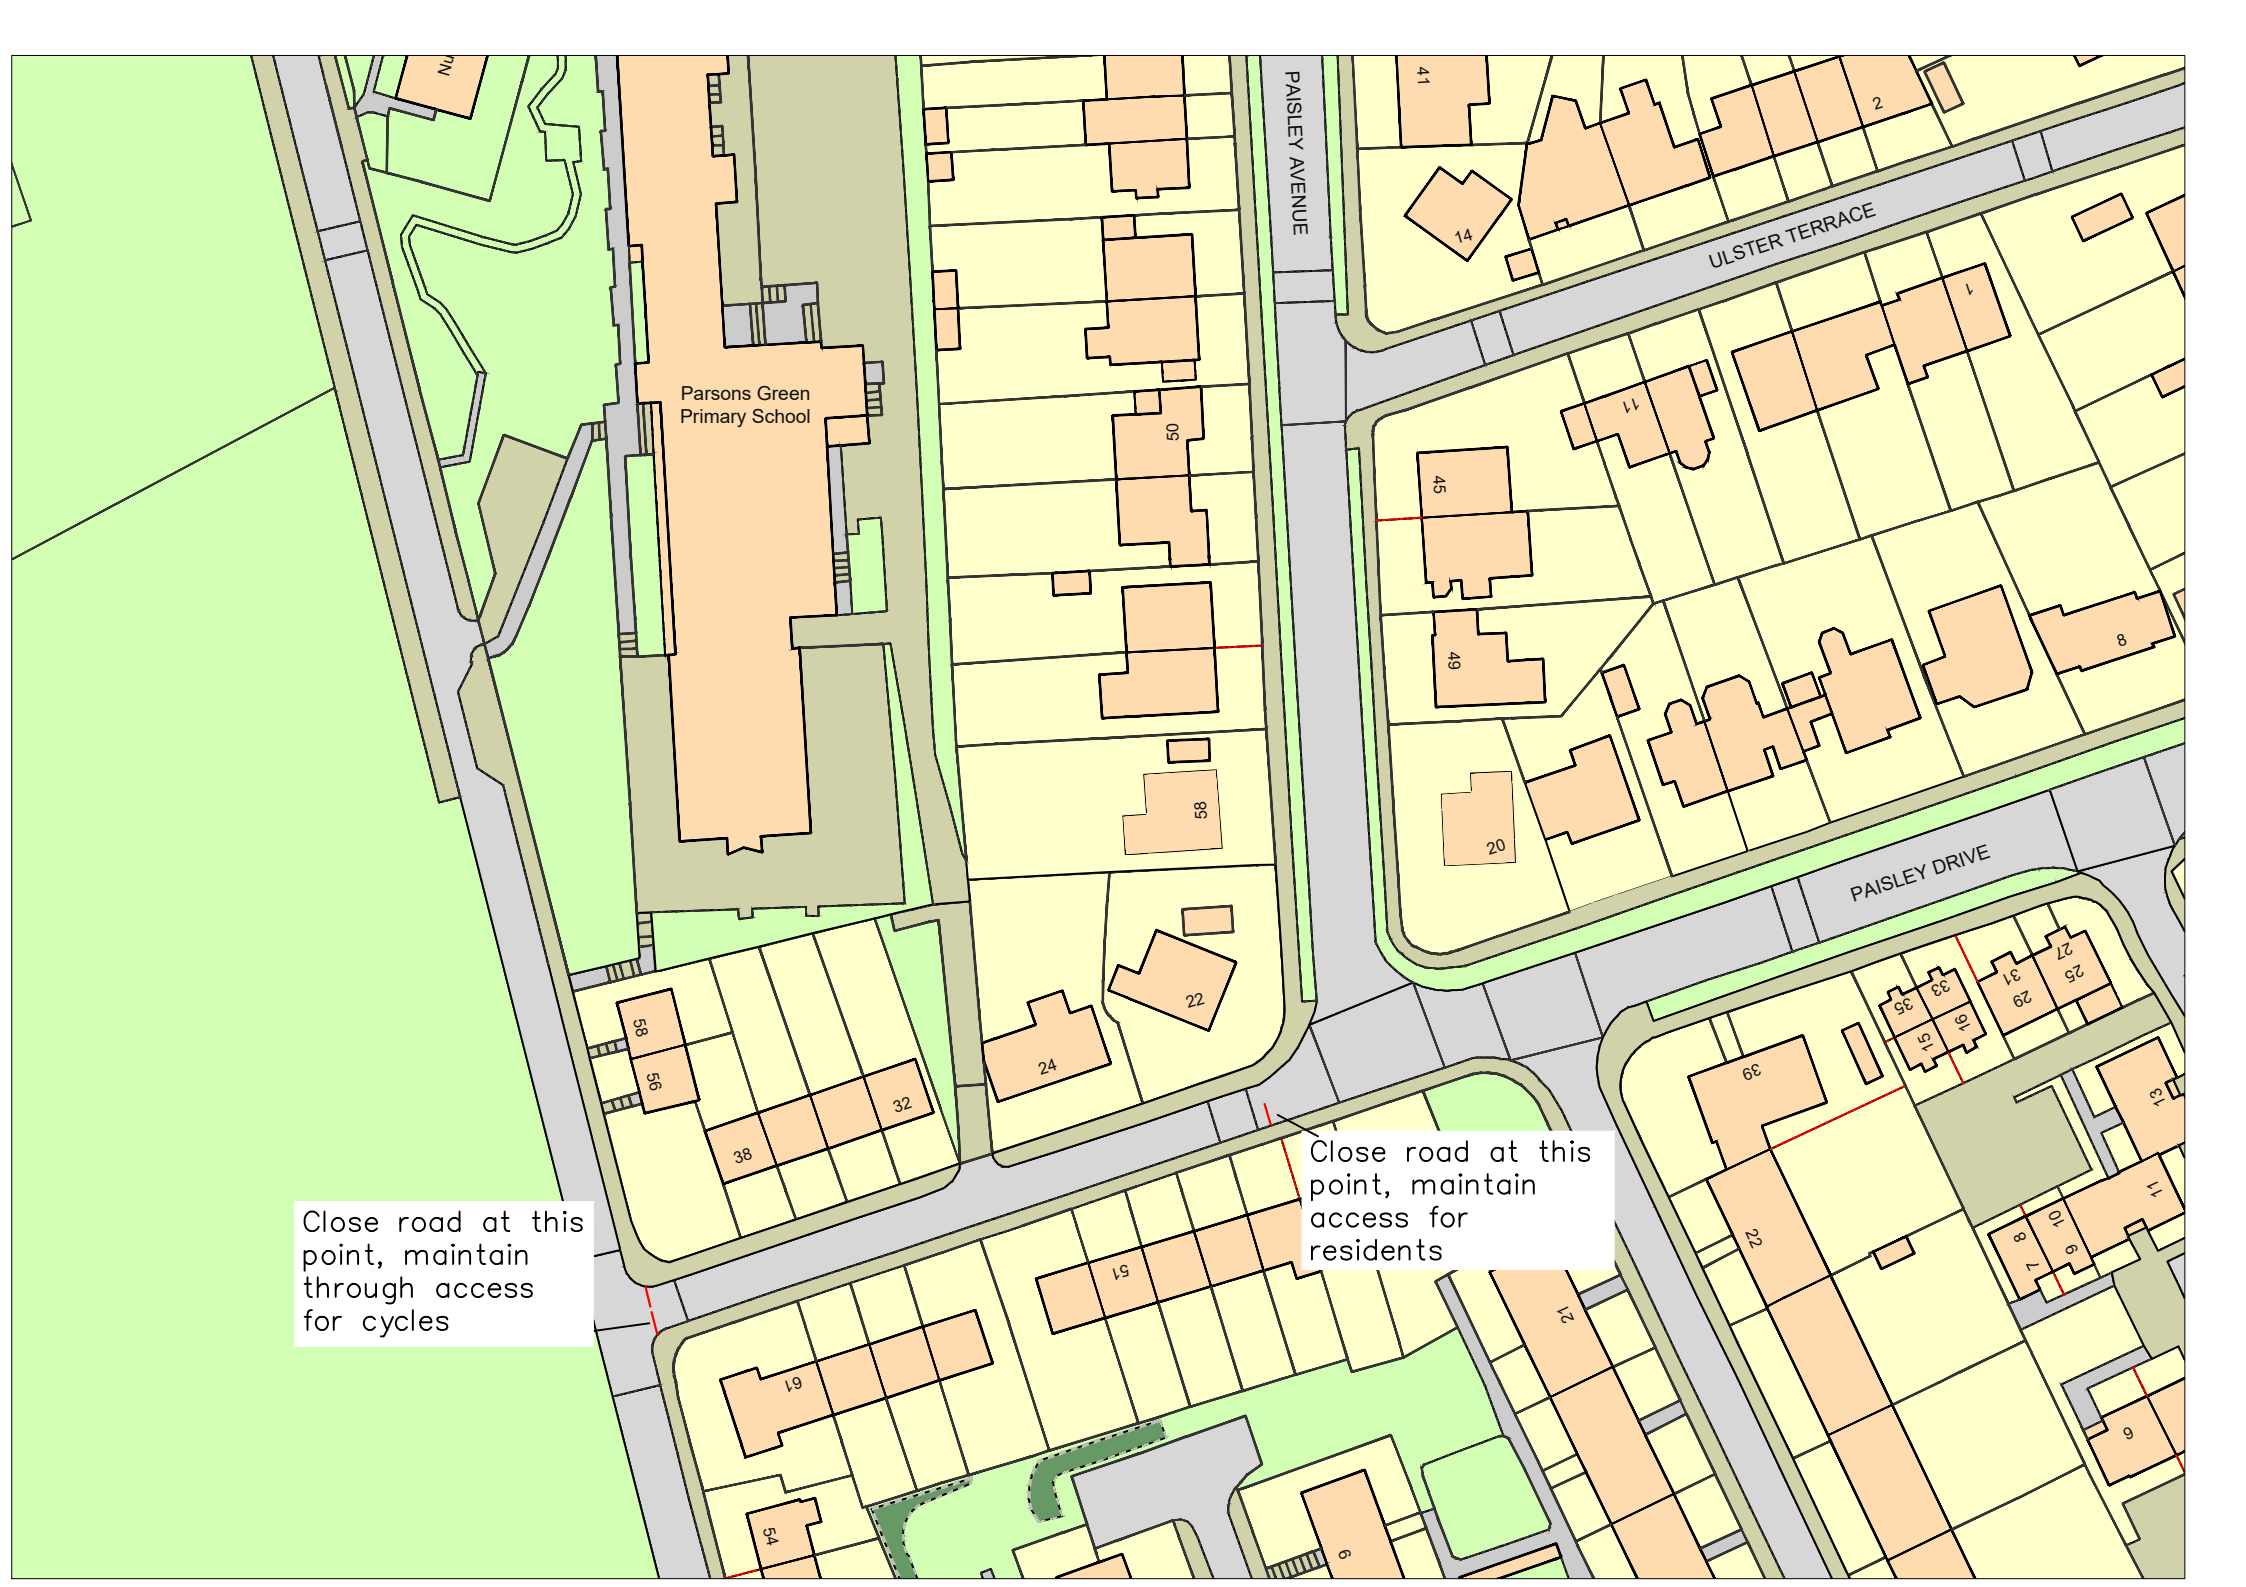 Nu
PAISLEY AVENUE
41
2
14
ULSTER TERRACE
1
Parsons Green
Primary School
50
45
11
49
8
58
20
PAISLEY DRIVE
22
24
58
56
32
38
39
35
33
15
16
31
29
27
25
13
11
10
9
8
7
22
21
Close road at this
point, maintain
access for
residents
Close road at this
point, maintain
through access
for cycles
51
61
54
9
6